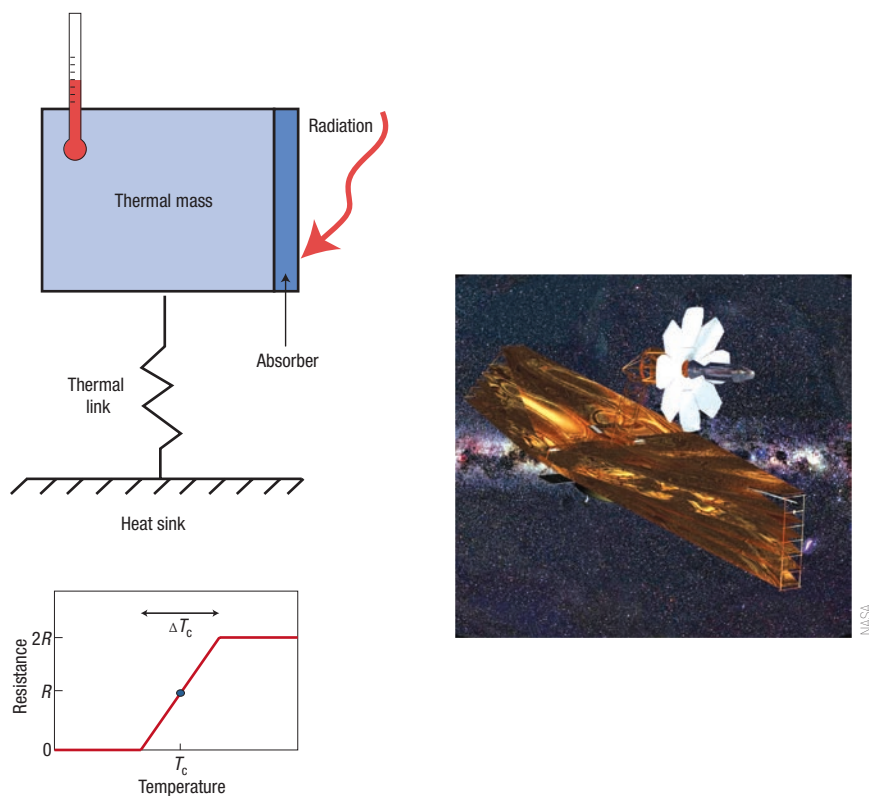 Radiation
Thermal mass
Absorber
Thermal
link
Heat sink
ΔTc
2R
R
0
Resistance
Tc
Temperature
NASA